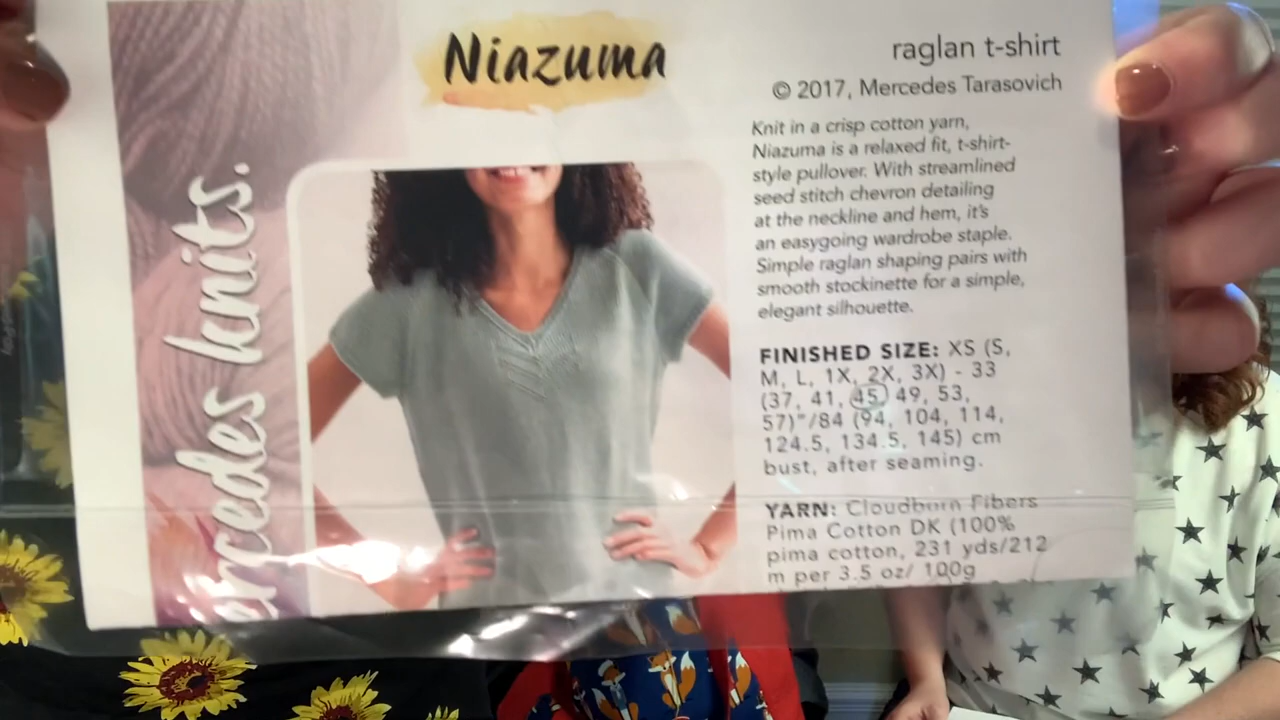 Niazuma
raglan t-shirt
© 2017, Mercedes Tarasovich
Knit in a crisp cotton yarn,
Niazuma is a relaxed fit, t-shirt-
style pullover. With streamlined
seed stitch chevron detailing
at the neckline and hem, it's
an easygoing wardrobe staple.
Simple raglan shaping pairs with
smooth stockinette for a simple,
elegant silhouette.
FINISHED SIZE: XS (S,
M, L, 1X, 2X, 3X) - 33
(37, 41, 45, 49, 53,
57)"/84 (94, 104, 114,
124.5, 134.5, 145) cm
bust, after seaming.
YARN: Cloudborn Fibers
Pima Cotton DK (100%
pima cotton, 231 yds/212
m per 3.5 oz/ 100g
ercedes knits.